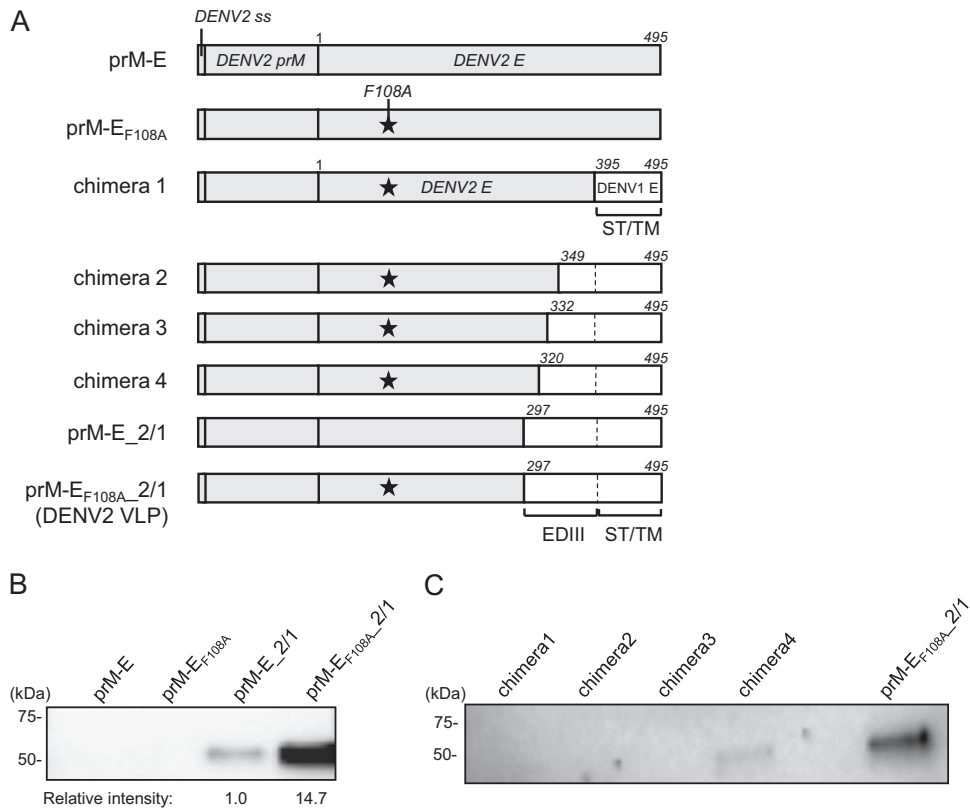 A
DENV2 ss
1
495
prM-E
DENV2 prM
DENV2 E
F108A
prM-EF108A
1
395
495
chimera 1
DENV2 E
DENV1 E
ST/TM
349
495
chimera 2
332
495
chimera 3
320
495
chimera 4
297
495
prM-E_2/1
297
495
prM-EF108A_2/1
(DENV2 VLP)
EDIII
ST/TM
B
prM-E
prM-EF108A
prM-E_2/1
prM-EF108A_2/1
(kDa)
75-
50-
Relative intensity: 1.0 14.7
C
chimera1
chimera2
chimera3
chimera4
prM-EF108A_2/1
(kDa)
75-
50-